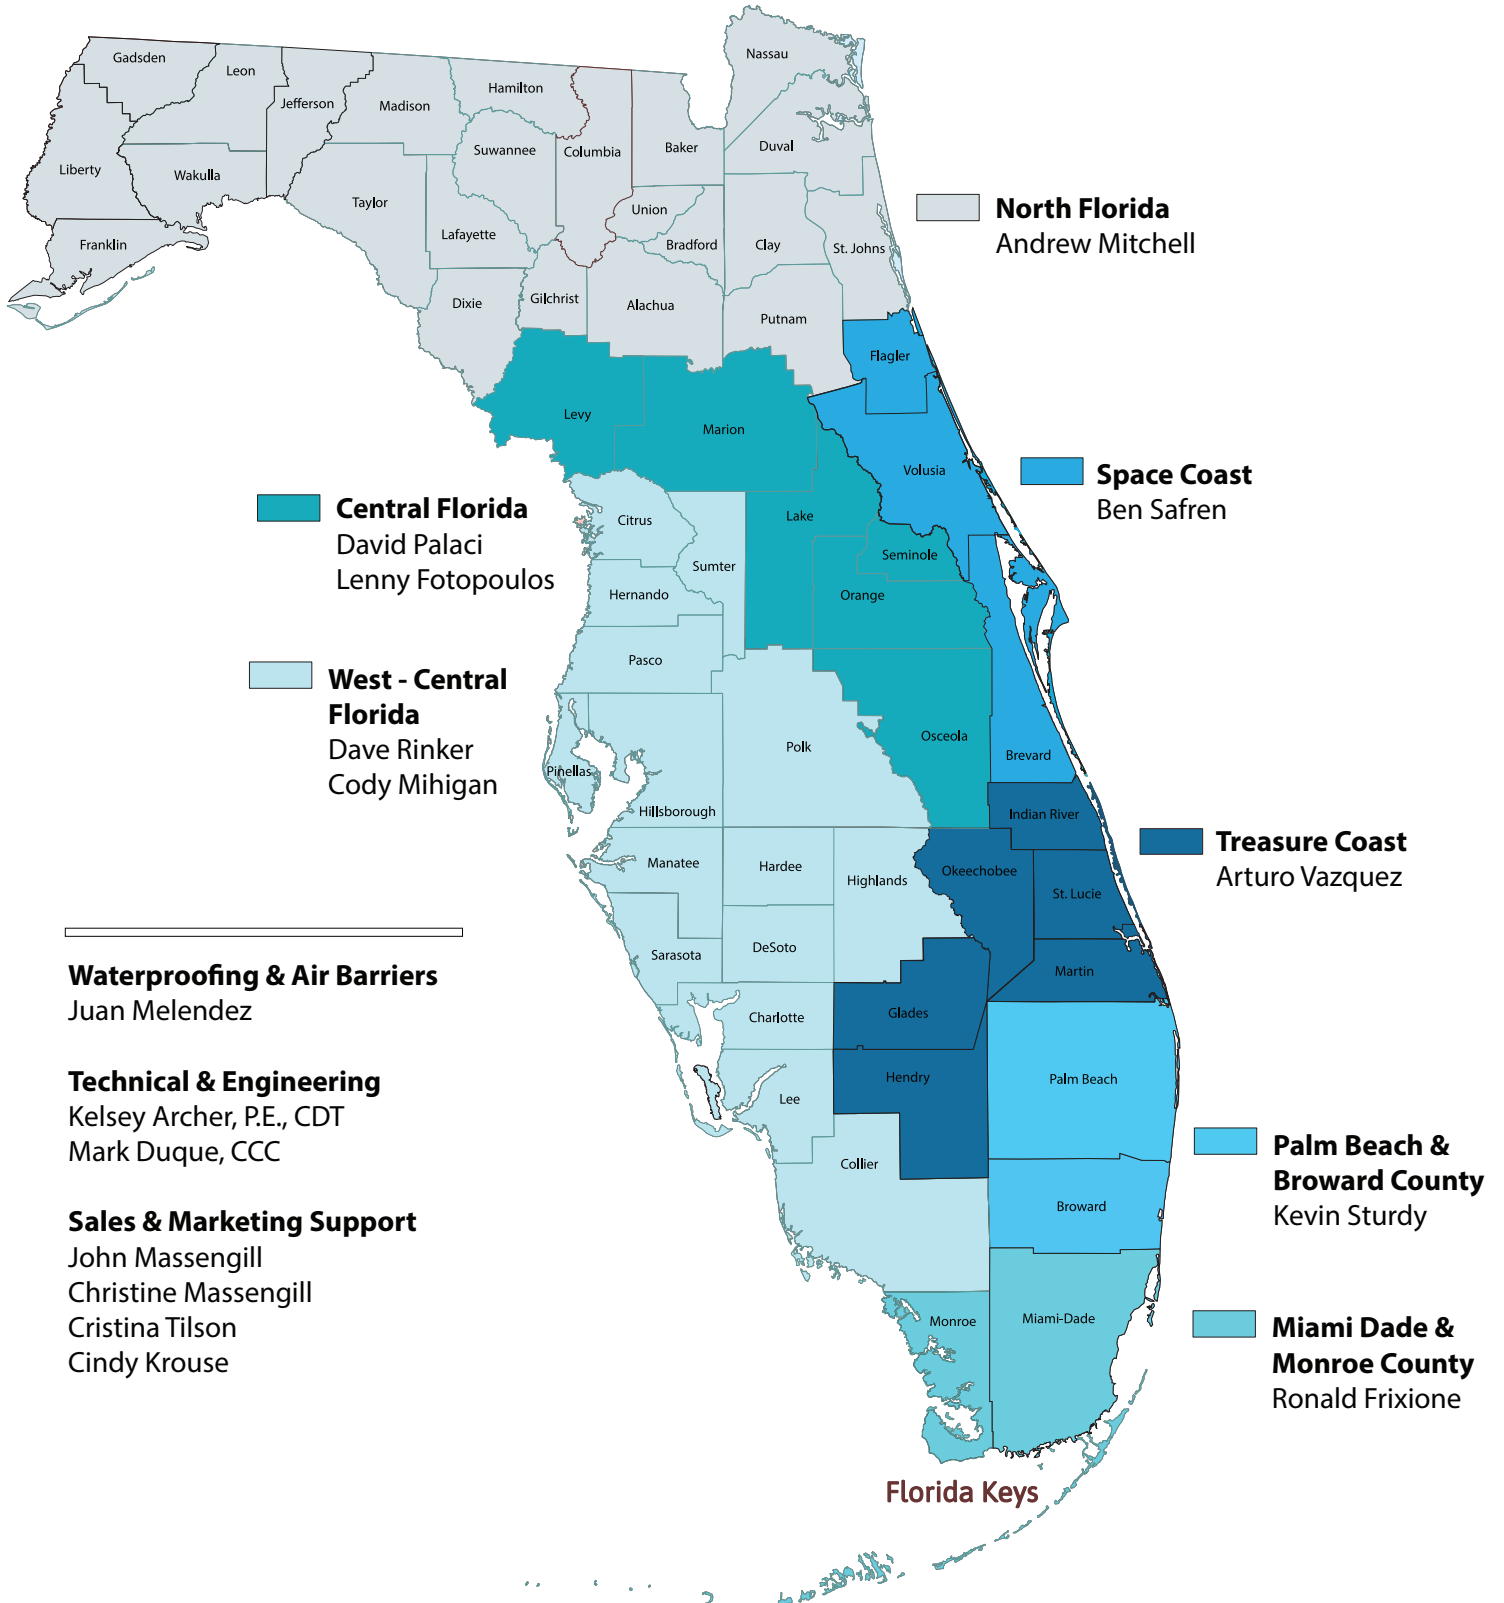 Nassau
Gadsden
Leon
Hamilton
Jefferson
Madison
Duval
Baker
Suwannee
Columbia
Liberty
Wakulla
Taylor
Union
Lafayette
Bradford
Clay
St. Johns
Franklin
Dixie
Gilchrist
Alachua
Putnam
North Florida
Andrew Mitchell
Flagler
Levy
Marion
Volusia
Space Coast
Ben Safren
Central Florida
David Palaci
Lenny Fotopoulos
Citrus
Lake
Sumter
Seminole
Hernando
Orange
Pasco
West - Central
Florida
Dave Rinker
Cody Mihigan
Polk
Osceola
Brevard
Pinellas
Hillsborough
Indian River
Treasure Coast
Arturo Vazquez
Manatee
Hardee
Highlands
Okeechobee
St. Lucie
Sarasota
DeSoto
Martin
Charlotte
Glades
Hendry
Lee
Palm Beach
Collier
Broward
Palm Beach &
Broward County
Kevin Sturdy
Monroe
Miami-Dade
Miami Dade &
Monroe County
Ronald Frixione
Florida Keys
Waterproofing & Air Barriers
Juan Melendez
Technical & Engineering
Kelsey Archer, P.E., CDT
Mark Duque, CCC
Sales & Marketing Support
John Massengill
Christine Massengill
Cristina Tilson
Cindy Krouse